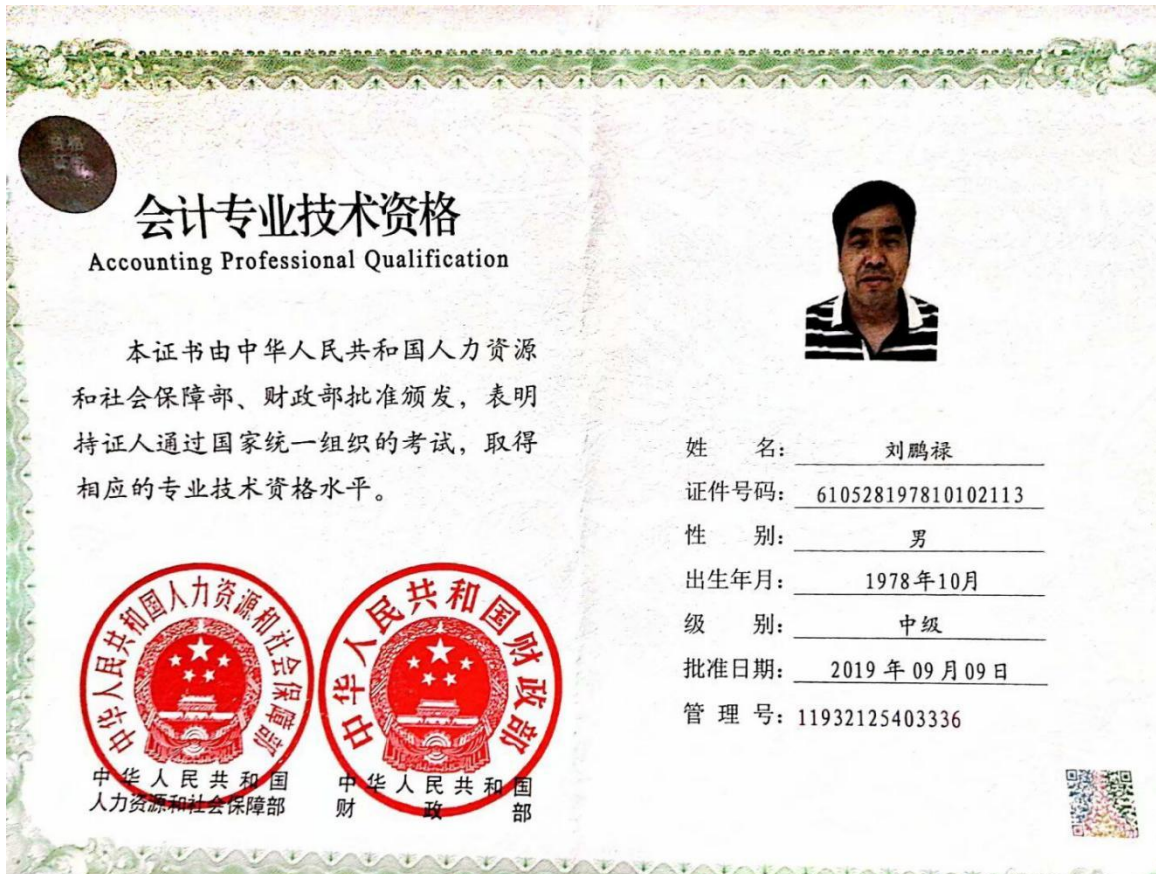 资格
证书
会计专业技术资格
Accounting Professional Qualification
本证书由中华人民共和国人力资源
和社会保障部、财政部批准颁发，表明
持证人通过国家统一组织的考试，取得
相应的专业技术资格水平。
中华人民共和国人力资源和社会保障部
中华人民共和国财政部
中华人民共和国
人力资源和社会保障部
中华人民共和国
财政部
姓名：刘鹏禄
证件号码：610528197810102113
性别：男
出生年月：1978年10月
级别：中级
批准日期：2019年09月09日
管理号：11932125403336